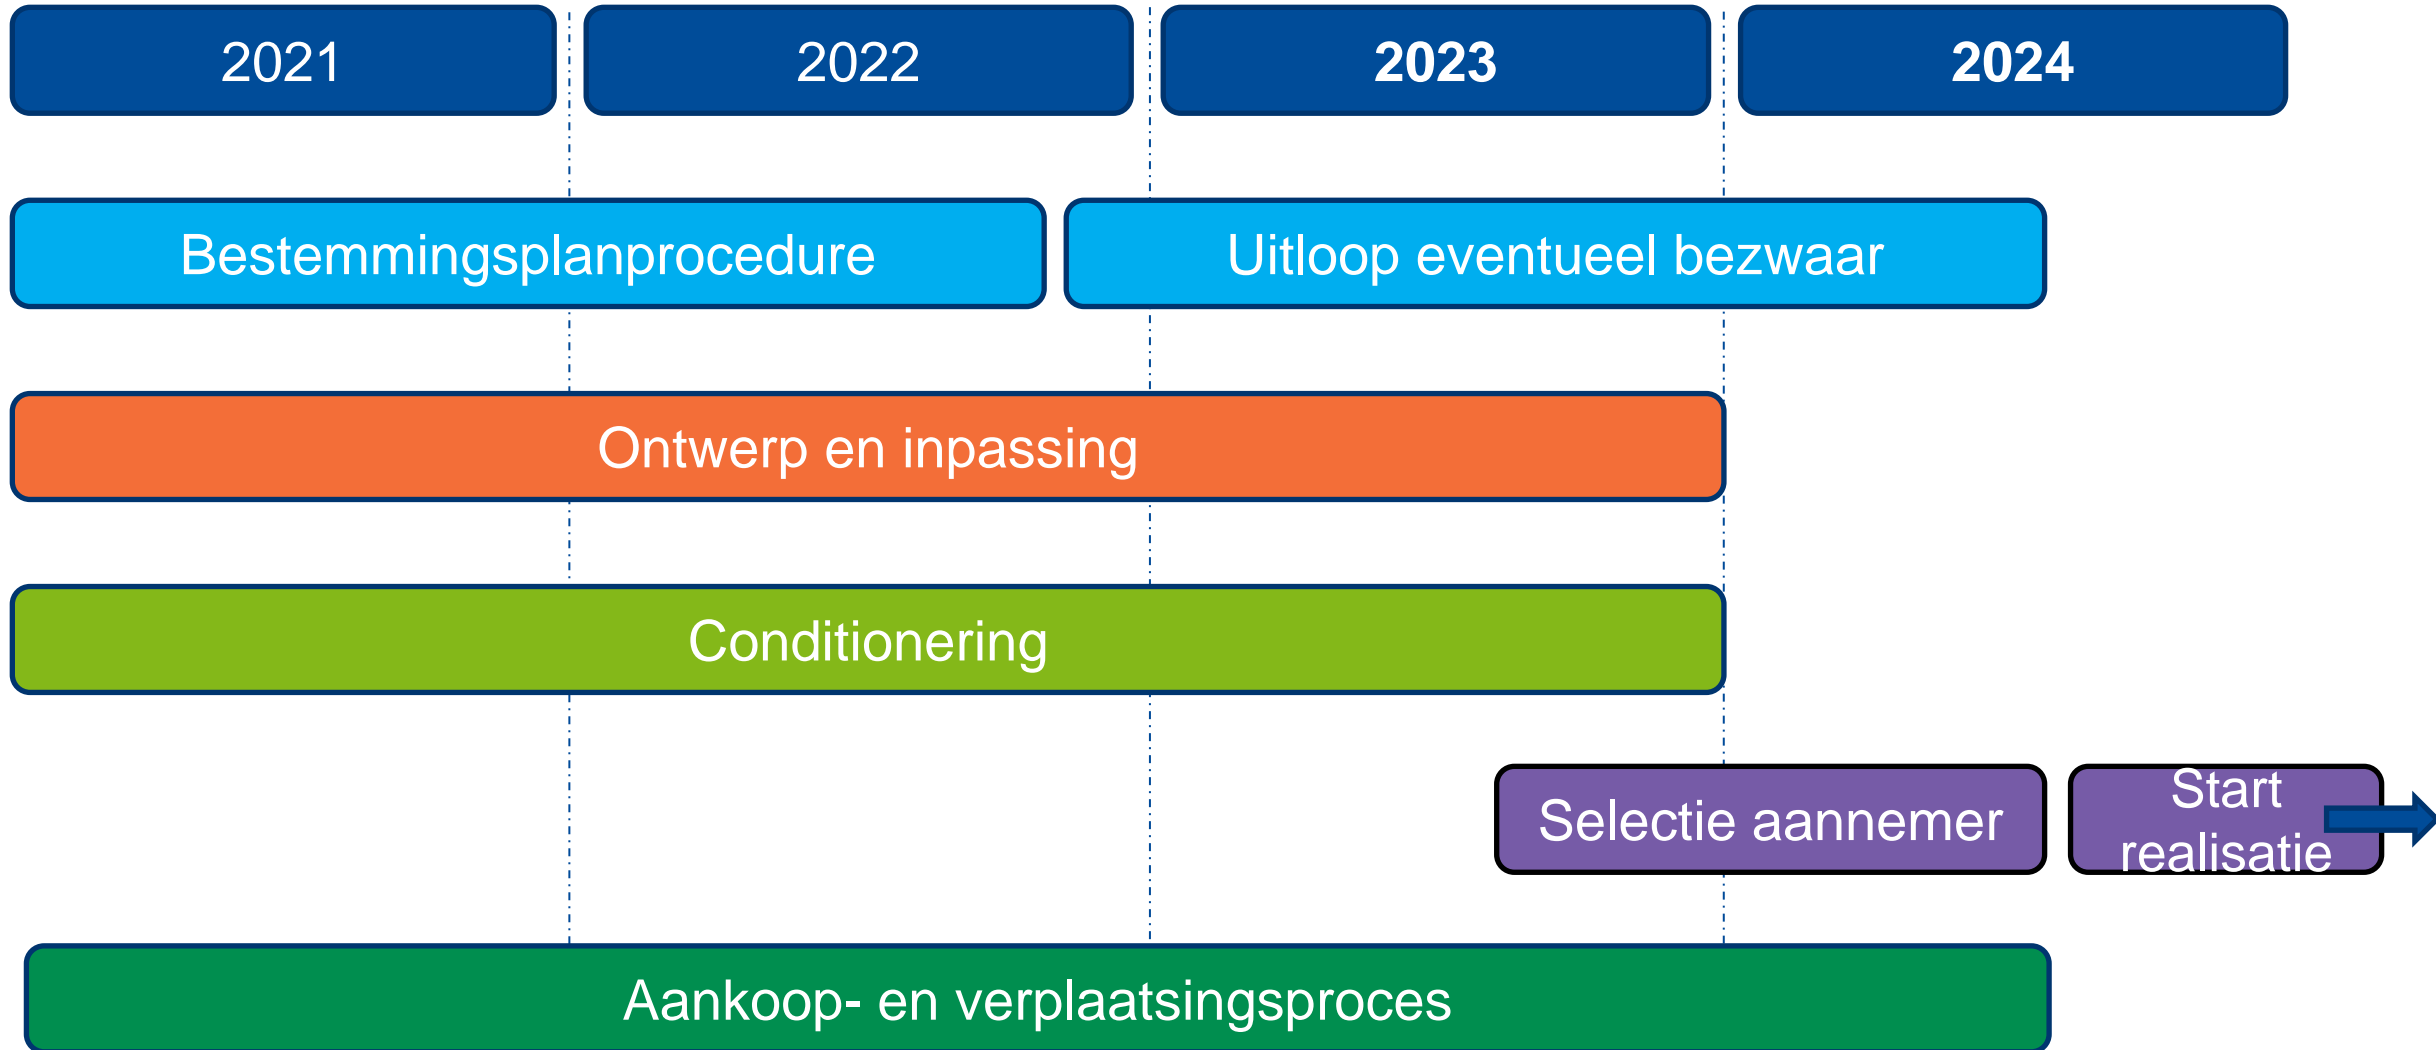 2021
2022
2023
2024
Bestemmingsplanprocedure
Uitloop eventueel bezwaar
Ontwerp en inpassing
Conditionering
Selectie aannemer
Start
realisatie
Aankoop- en verplaatsingsproces